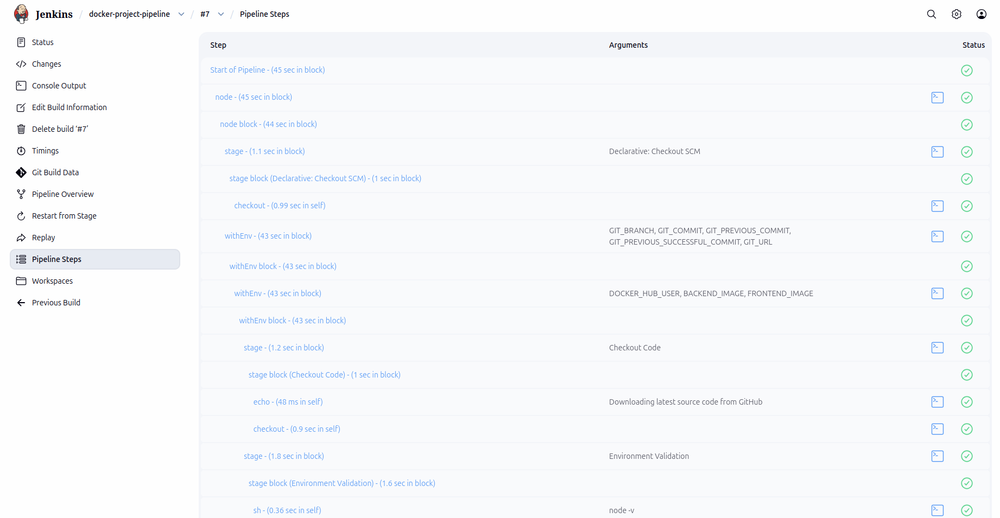 Jenkins / docker-project-pipeline / #7 / Pipeline Steps
Status
Changes
Console Output
Edit Build Information
Delete build ‘#7’
Timings
Git Build Data
Pipeline Overview
Restart from Stage
Replay
Pipeline Steps
Workspaces
Previous Build
Step Arguments Status
Start of Pipeline - (45 sec in block)
node - (45 sec in block)
node block - (44 sec in block)
stage - (1.1 sec in block) Declarative: Checkout SCM
stage block (Declarative: Checkout SCM) - (1 sec in block)
checkout - (0.99 sec in self)
withEnv - (43 sec in block) GIT_BRANCH, GIT_COMMIT, GIT_PREVIOUS_COMMIT,
GIT_PREVIOUS_SUCCESSFUL_COMMIT, GIT_URL
withEnv block - (43 sec in block)
withEnv - (43 sec in block) DOCKER_HUB_USER, BACKEND_IMAGE, FRONTEND_IMAGE
withEnv block - (43 sec in block)
stage - (1.2 sec in block) Checkout Code
stage block (Checkout Code) - (1 sec in block)
echo - (48 ms in self) Downloading latest source code from GitHub
checkout - (0.9 sec in self)
stage - (1.8 sec in block) Environment Validation
stage block (Environment Validation) - (1.6 sec in block)
sh - (0.36 sec in self) node -v